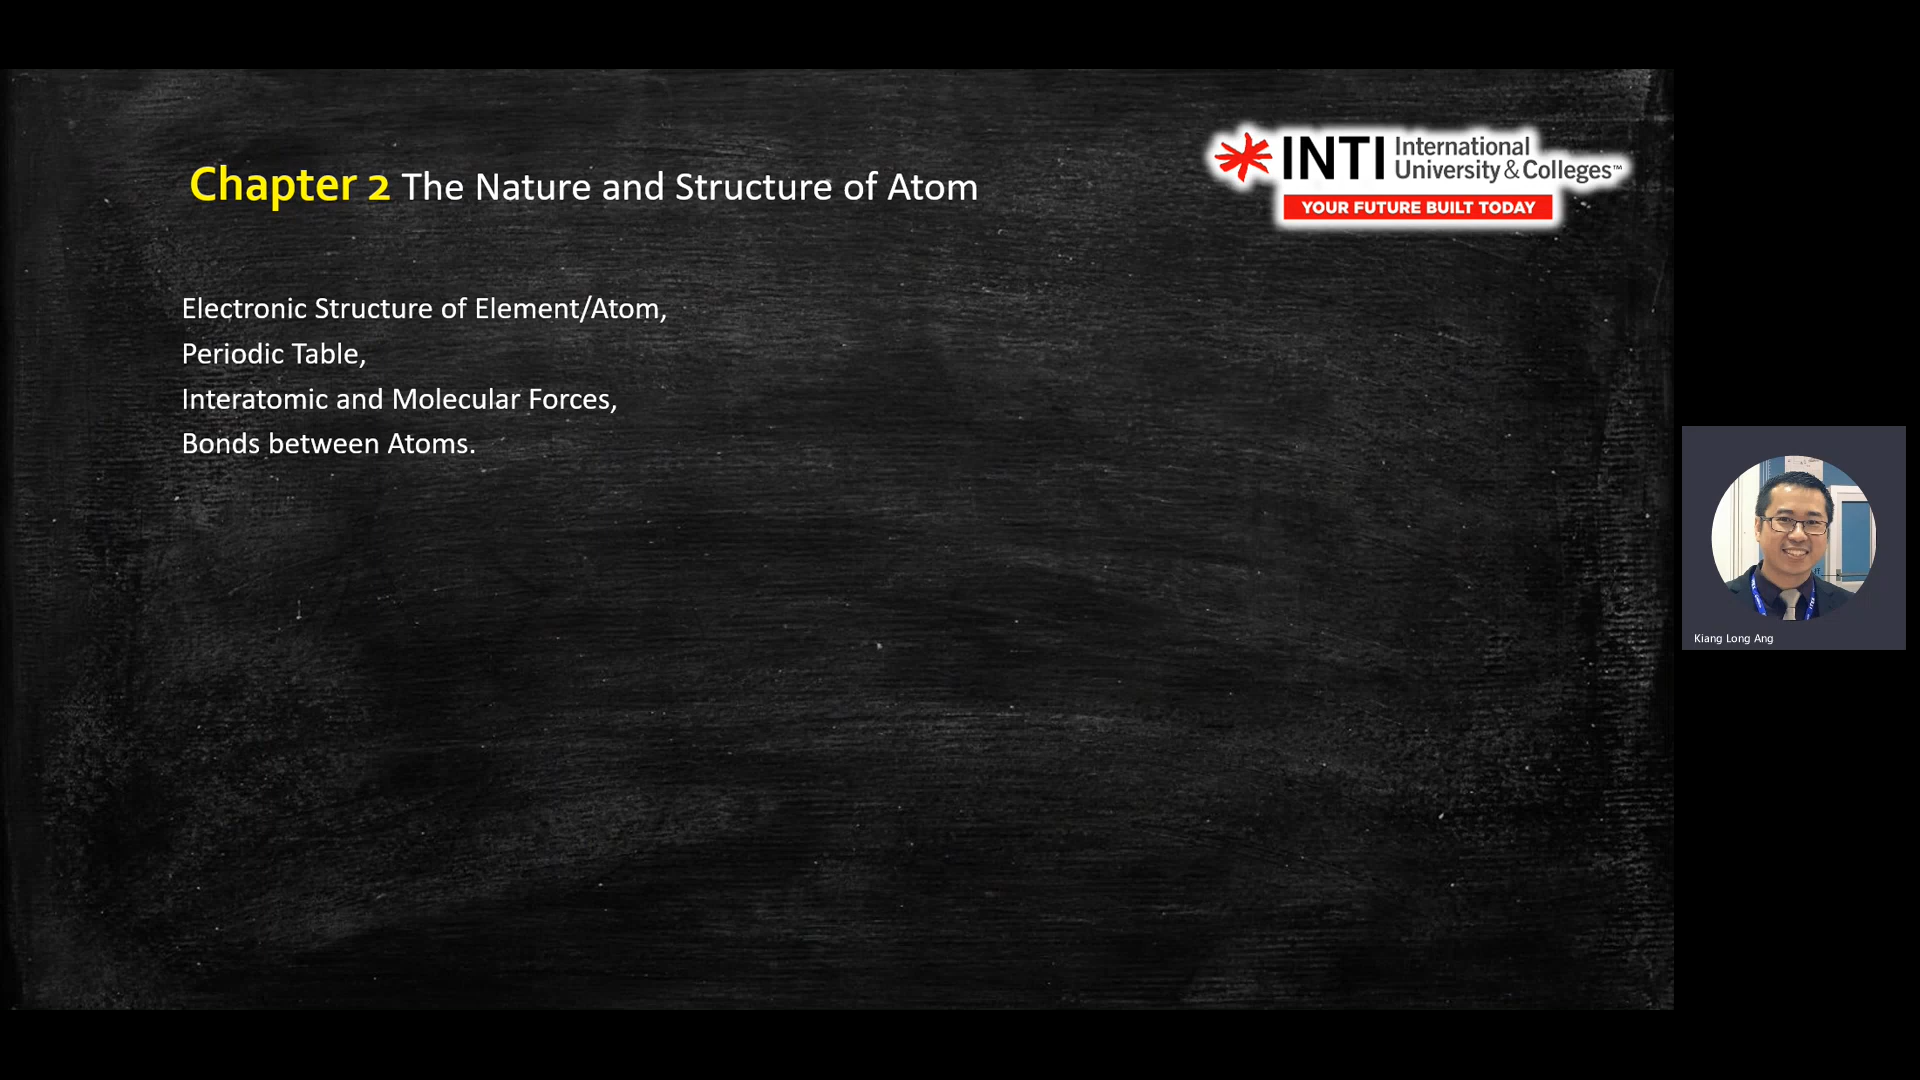 Chapter 2 The Nature and Structure of Atom
INTI International
University & Colleges™
YOUR FUTURE BUILT TODAY
Electronic Structure of Element/Atom,
Periodic Table,
Interatomic and Molecular Forces,
Bonds between Atoms.
Kiang Long Ang